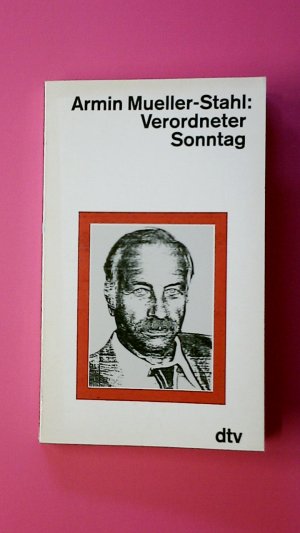 Armin Mueller-Stahl:
Verordneter
Sonntag
dtv